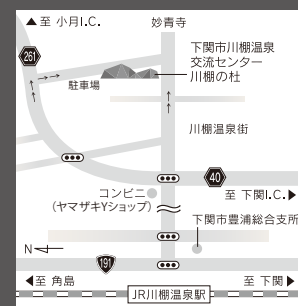 ▲至 小月I.C.
妙青寺
261
下関市川棚温泉
交流センター
川棚の杜
駐車場
川棚温泉街
40
コンビニ
(ヤマザキYショップ)
至 下関I.C.▶
下関市豊浦総合支所
N
191
◀至 角島
至 下関▶
JR川棚温泉駅